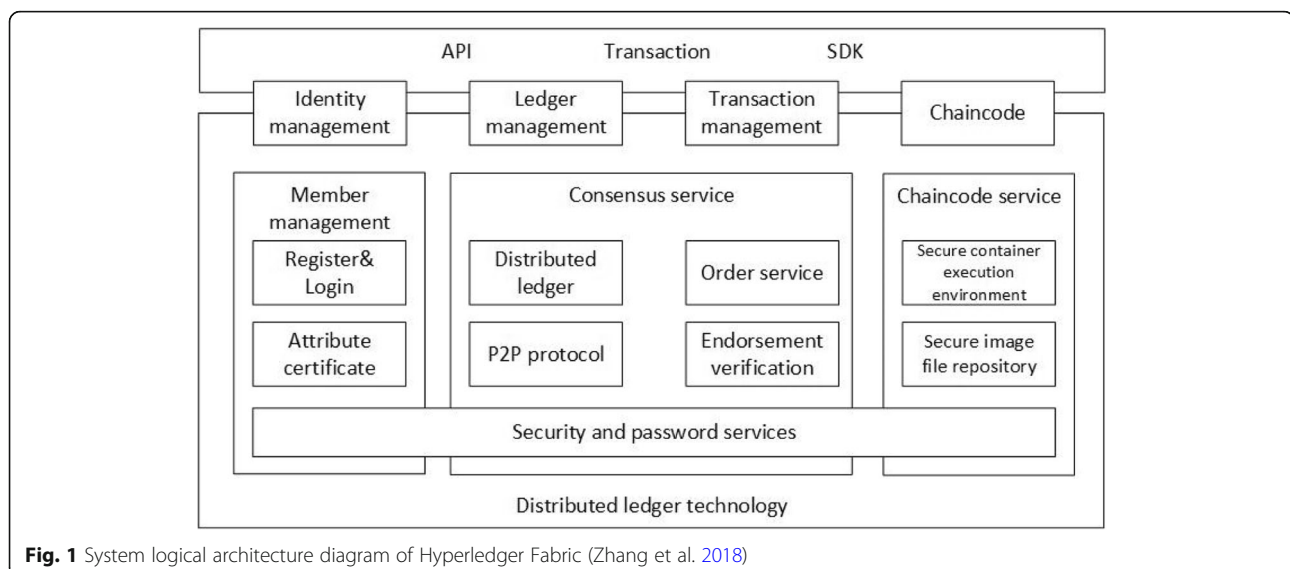 API Transaction SDK
Identity
management
Ledger
management
Transaction
management
Chaincode
Member
management
Register&
Login
Attribute
certificate
Consensus service
Distributed
ledger
Order service
P2P protocol
Endorsement
verification
Chaincode service
Secure container
execution
environment
Secure image
file repository
Security and password services
Distributed ledger technology
Fig. 1 System logical architecture diagram of Hyperledger Fabric (Zhang et al. 2018)